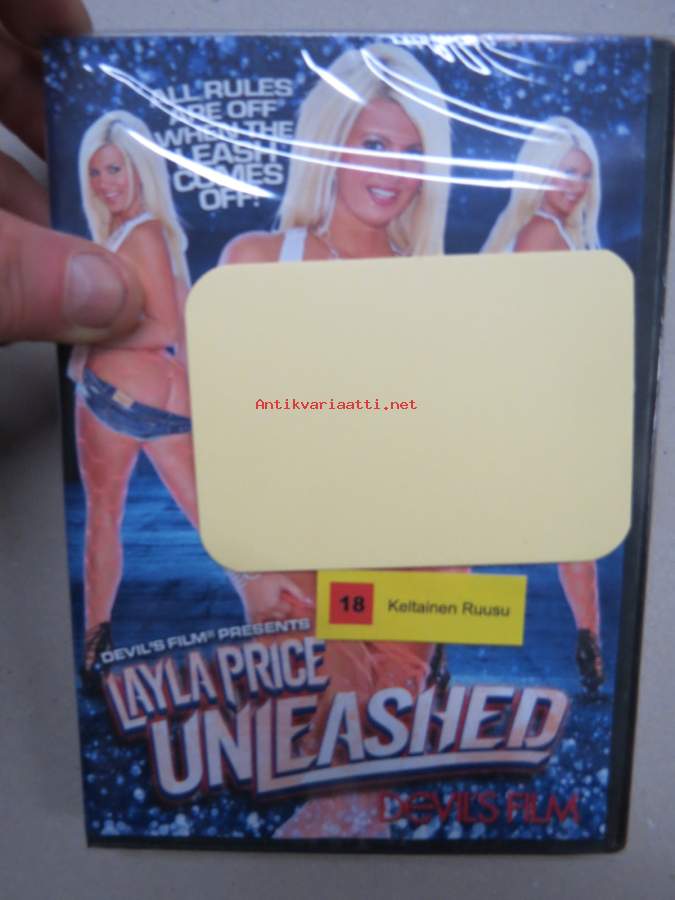 ALL RULES
ARE OFF
WHEN THE
LEASH
COMES
OFF!
Antikvariaatti.net
18 Keltainen Ruusu
DEVIL'S FILM® PRESENTS
LAYLA PRICE
UNLEASHED
DEVIL'S FILM